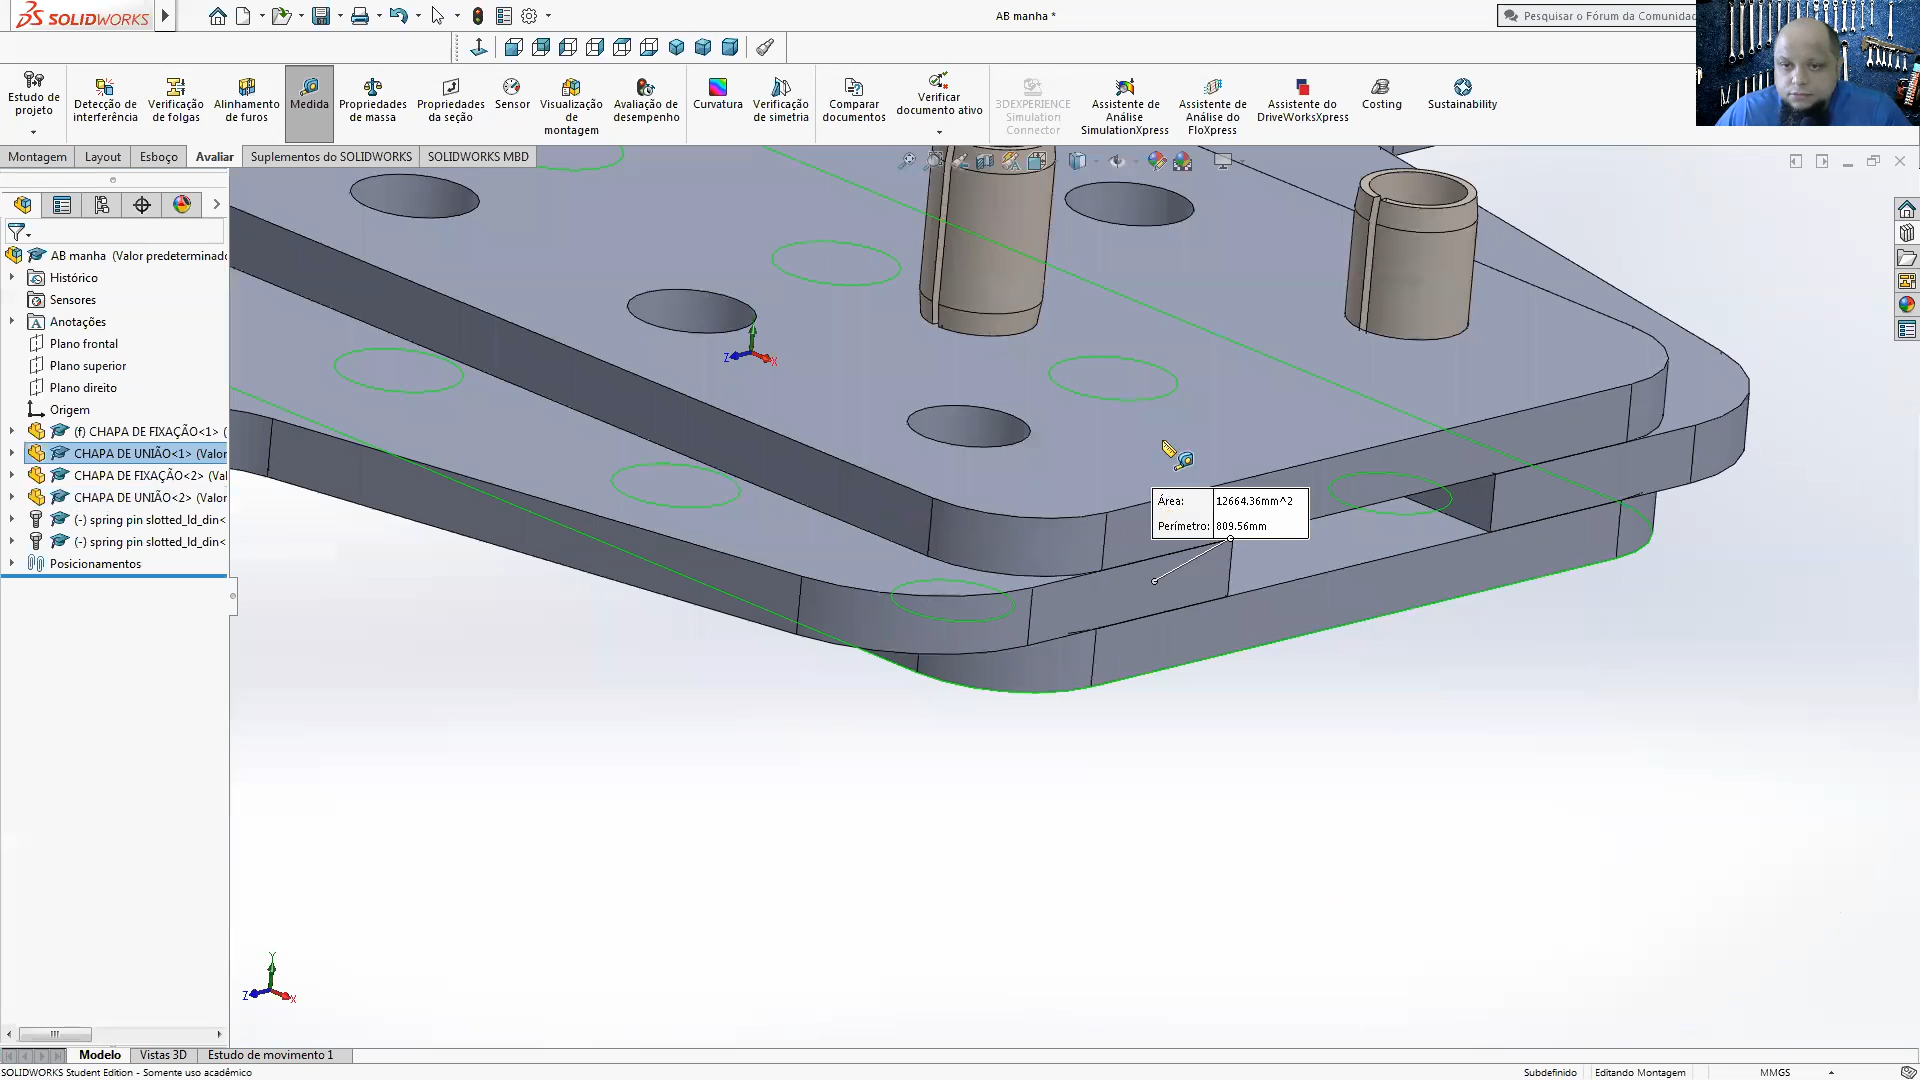 SOLIDWORKS
AB manha *
Pesquisar o Fórum da Comunidad
Estudo de projeto
Detecção de interferência
Verificação de folgas
Alinhamento de furos
Medida
Propriedades de massa
Propriedades da seção
Sensor
Visualização de montagem
Avaliação de desempenho
Curvatura
Verificação de simetria
Comparar documentos
Verificar documento ativo
3DEXPERIENCE Simulation Connector
Assistente de Análise SimulationXpress
Assistente de Análise do FloXpress
Assistente do DriveWorksXpress
Costing
Sustainability
Montagem
Layout
Esboço
Avaliar
Suplementos do SOLIDWORKS
SOLIDWORKS MBD
AB manha (Valor predeterminado
Histórico
Sensores
Anotações
Plano frontal
Plano superior
Plano direito
Origem
(f) CHAPA DE FIXAÇÃO<1> (
CHAPA DE UNIÃO<1> (Valor
CHAPA DE FIXAÇÃO<2> (Val
CHAPA DE UNIÃO<2> (Valor
(-) spring pin slotted_ld_din<
(-) spring pin slotted_ld_din<
Posicionamentos
Z
X
Área: 12664.36mm^2
Perímetro: 809.56mm
Y
Z
X
Modelo
Vistas 3D
Estudo de movimento 1
SOLIDWORKS Student Edition - Somente uso acadêmico
Subdefinido
Editando Montagem
MMGS